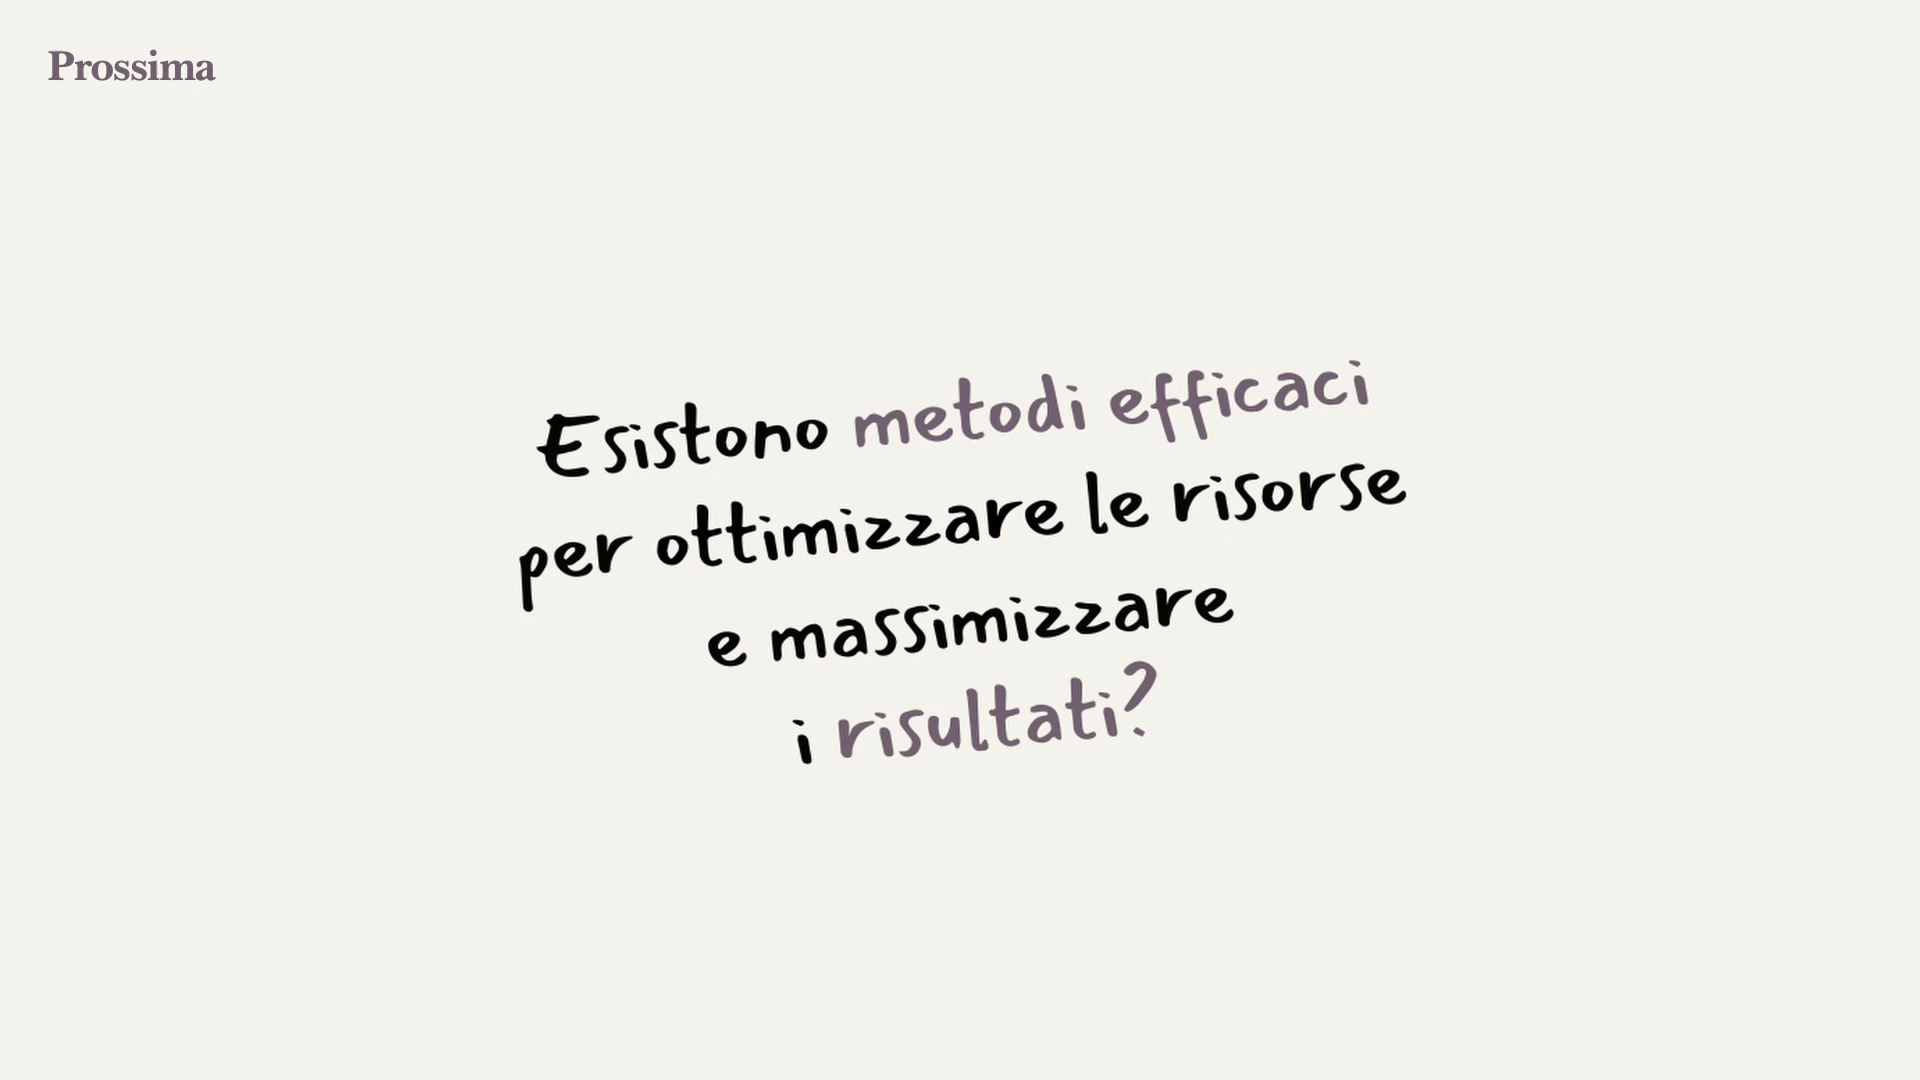 Prossima
Esistono metodi efficaci
per ottimizzare le risorse
e massimizzare
i risultati?